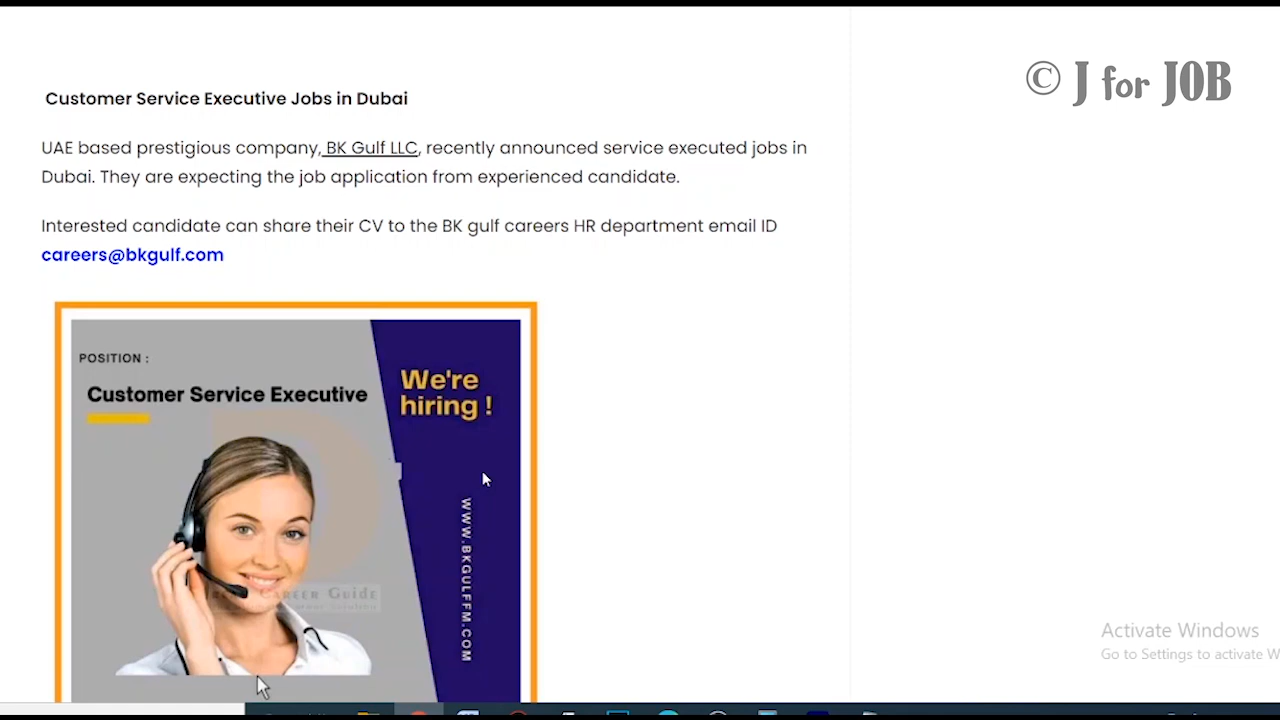 © J for JOB
Customer Service Executive Jobs in Dubai
UAE based prestigious company, BK Gulf LLC, recently announced service executed jobs in
Dubai. They are expecting the job application from experienced candidate.
Interested candidate can share their CV to the BK gulf careers HR department email ID
careers@bkgulf.com
POSITION :
Customer Service Executive
We're
hiring !
WWW.BKGULFFM.COM
Career Guide
Activate Windows
Go to Settings to activate W